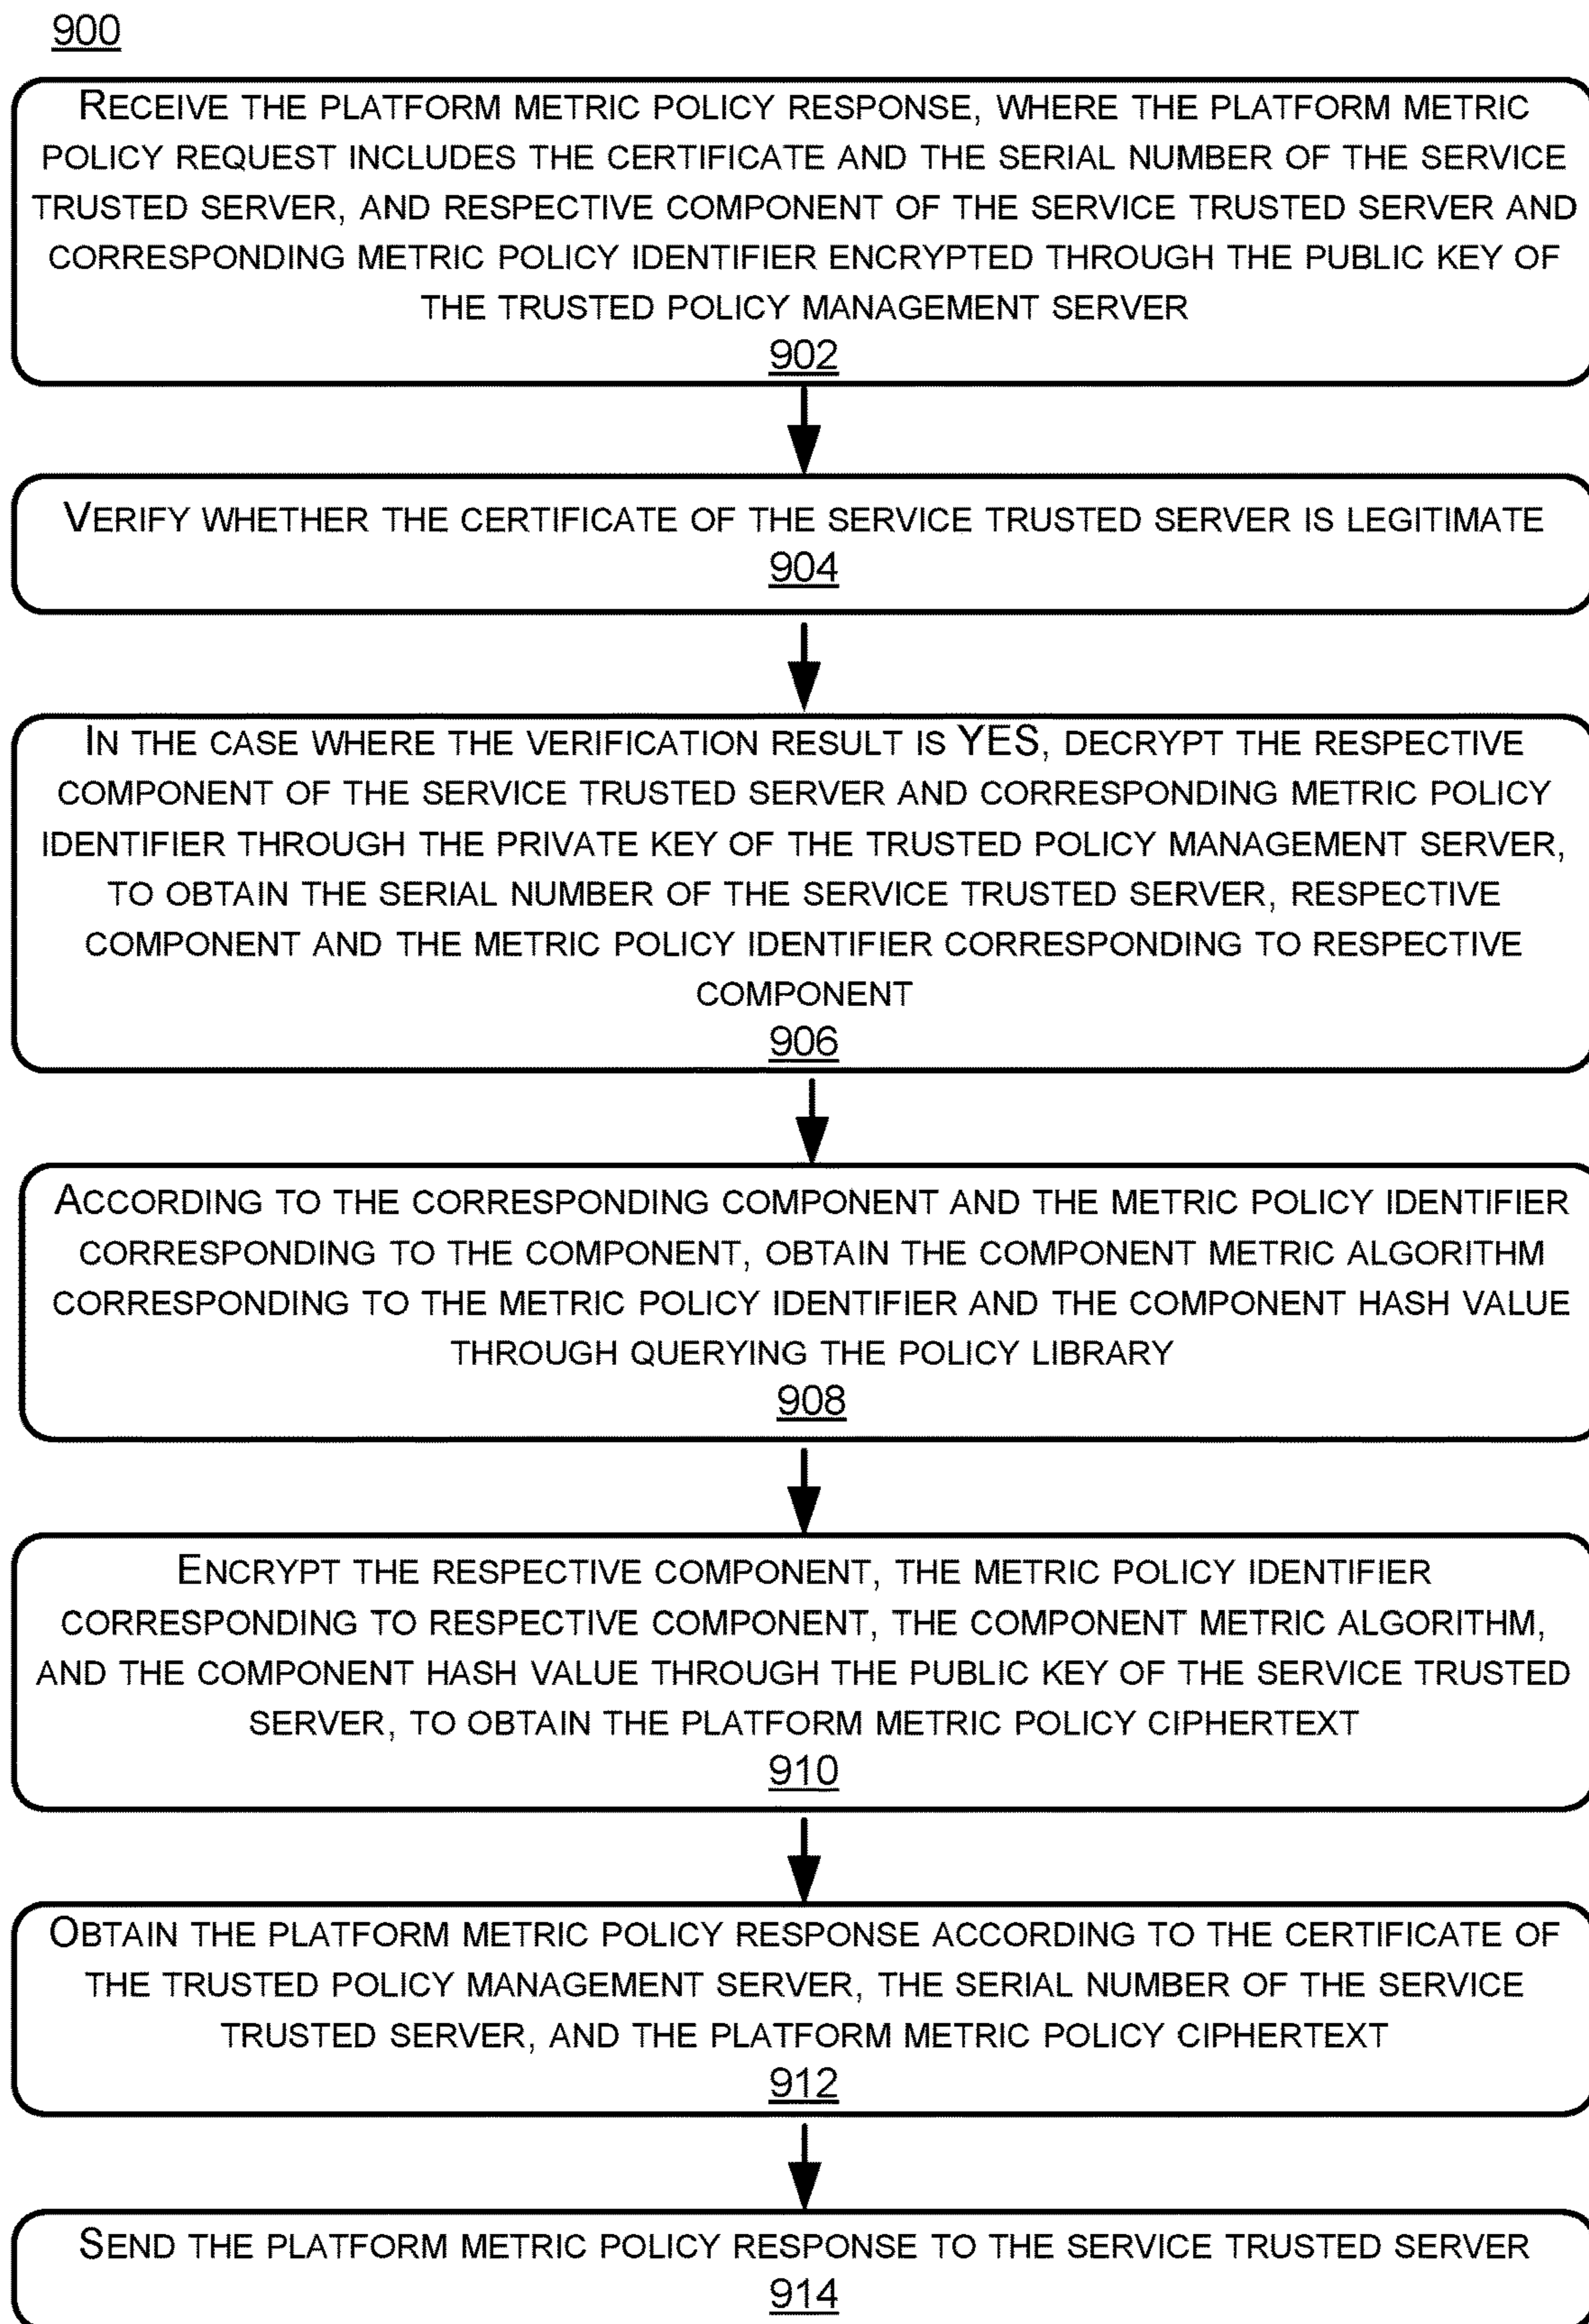 900
RECEIVE THE PLATFORM METRIC POLICY RESPONSE, WHERE THE PLATFORM METRIC
POLICY REQUEST INCLUDES THE CERTIFICATE AND THE SERIAL NUMBER OF THE SERVICE
TRUSTED SERVER, AND RESPECTIVE COMPONENT OF THE SERVICE TRUSTED SERVER AND
CORRESPONDING METRIC POLICY IDENTIFIER ENCRYPTED THROUGH THE PUBLIC KEY OF
THE TRUSTED POLICY MANAGEMENT SERVER
902
VERIFY WHETHER THE CERTIFICATE OF THE SERVICE TRUSTED SERVER IS LEGITIMATE
904
IN THE CASE WHERE THE VERIFICATION RESULT IS YES, DECRYPT THE RESPECTIVE
COMPONENT OF THE SERVICE TRUSTED SERVER AND CORRESPONDING METRIC POLICY
IDENTIFIER THROUGH THE PRIVATE KEY OF THE TRUSTED POLICY MANAGEMENT SERVER,
TO OBTAIN THE SERIAL NUMBER OF THE SERVICE TRUSTED SERVER, RESPECTIVE
COMPONENT AND THE METRIC POLICY IDENTIFIER CORRESPONDING TO RESPECTIVE
COMPONENT
906
ACCORDING TO THE CORRESPONDING COMPONENT AND THE METRIC POLICY IDENTIFIER
CORRESPONDING TO THE COMPONENT, OBTAIN THE COMPONENT METRIC ALGORITHM
CORRESPONDING TO THE METRIC POLICY IDENTIFIER AND THE COMPONENT HASH VALUE
THROUGH QUERYING THE POLICY LIBRARY
908
ENCRYPT THE RESPECTIVE COMPONENT, THE METRIC POLICY IDENTIFIER
CORRESPONDING TO RESPECTIVE COMPONENT, THE COMPONENT METRIC ALGORITHM,
AND THE COMPONENT HASH VALUE THROUGH THE PUBLIC KEY OF THE SERVICE TRUSTED
SERVER, TO OBTAIN THE PLATFORM METRIC POLICY CIPHERTEXT
910
OBTAIN THE PLATFORM METRIC POLICY RESPONSE ACCORDING TO THE CERTIFICATE OF
THE TRUSTED POLICY MANAGEMENT SERVER, THE SERIAL NUMBER OF THE SERVICE
TRUSTED SERVER, AND THE PLATFORM METRIC POLICY CIPHERTEXT
912
SEND THE PLATFORM METRIC POLICY RESPONSE TO THE SERVICE TRUSTED SERVER
914